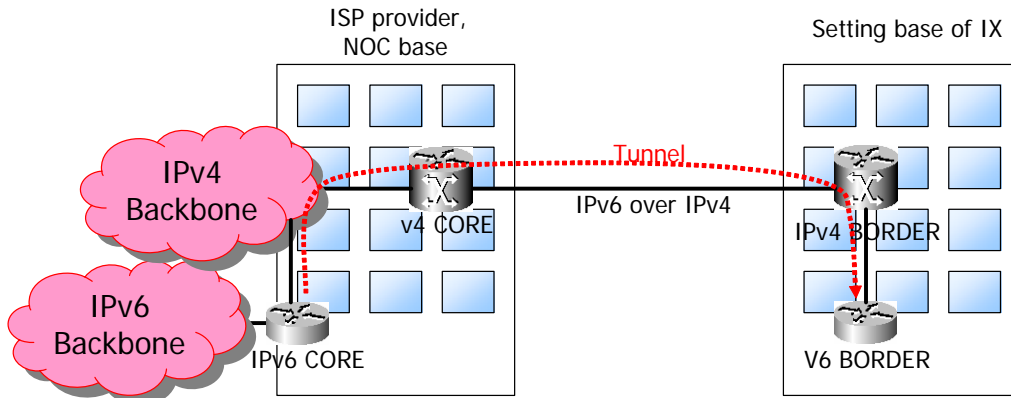 ISP provider,
NOC base
Setting base of IX
IPv4
Backbone
Tunnel
v4 CORE
IPv6 over IPv4
IPv4 BORDER
IPv6
Backbone
IPv6 CORE
V6 BORDER